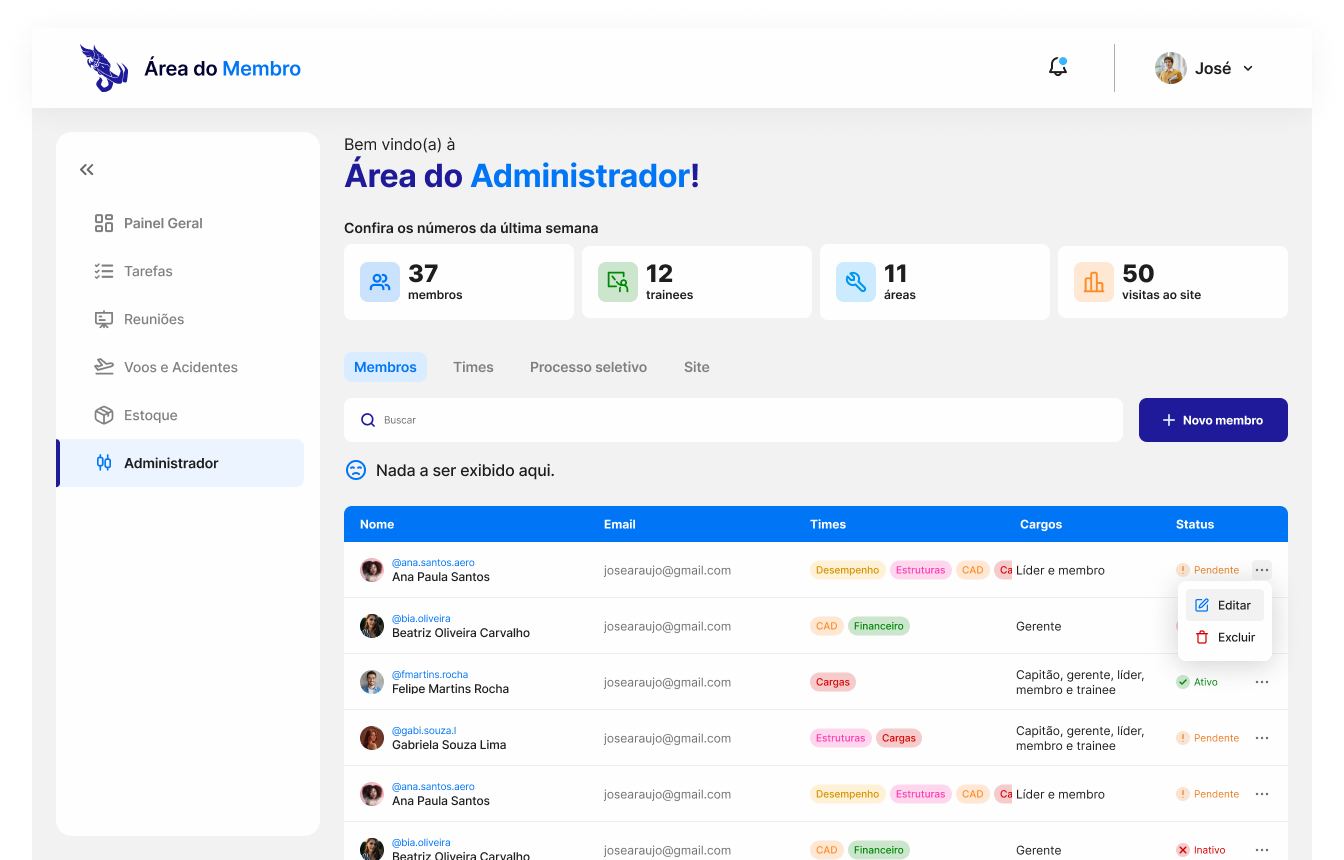 Área do Membro
José
Bem vindo(a) à
Área do Administrador!
Painel Geral
Tarefas
Reuniões
Voos e Acidentes
Estoque
Administrador
Confira os números da última semana
37
membros
12
trainees
11
áreas
50
visitas ao site
Membros Times Processo seletivo Site
Buscar
Novo membro
Nada a ser exibido aqui.
Nome Email Times Cargos Status
@ana.santos.aero
Ana Paula Santos
josearaujo@gmail.com
Desempenho Estruturas CAD Ca
Líder e membro
Pendente
Editar
Excluir
@bia.oliveira
Beatriz Oliveira Carvalho
josearaujo@gmail.com
CAD Financeiro
Gerente
@fmartins.rocha
Felipe Martins Rocha
josearaujo@gmail.com
Cargas
Capitão, gerente, líder,
membro e trainee
Ativo
@gabi.souza.l
Gabriela Souza Lima
josearaujo@gmail.com
Estruturas Cargas
Capitão, gerente, líder,
membro e trainee
Pendente
@ana.santos.aero
Ana Paula Santos
josearaujo@gmail.com
Desempenho Estruturas CAD Ca
Líder e membro
Pendente
@bia.oliveira
Beatriz Oliveira Carvalho
josearaujo@gmail.com
CAD Financeiro
Gerente
Inativo